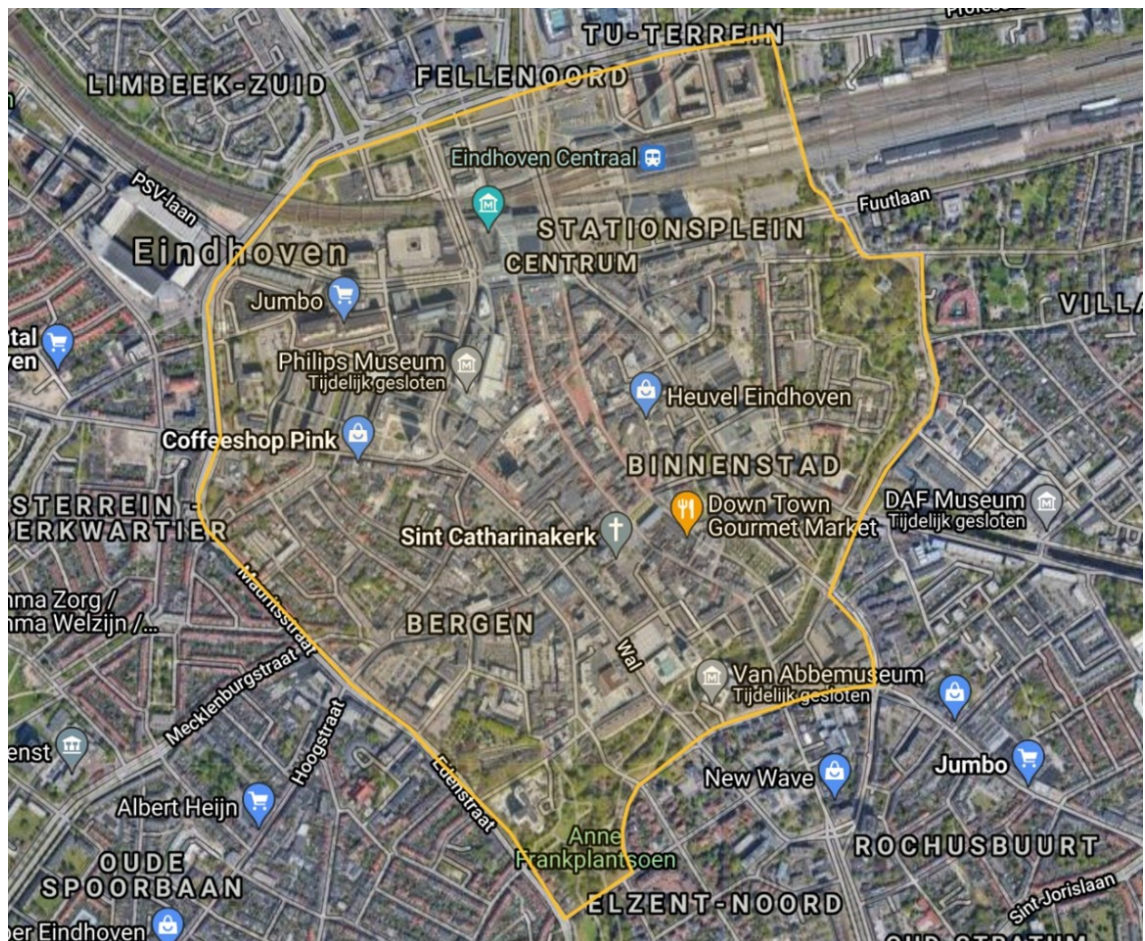 TU-TERREIN
LIMBEEK-ZUID
FELLENOORD
Eindhoven Centraal
PSV-laan
Fuutlaan
STATIONSPLEIN
Eindhoven
CENTRUM
Jumbo
VILLA
Philips Museum
Tijdelijk gesloten
Heuvel Eindhoven
Coffeeshop Pink
BINNENSTAD
Down Town
Gourmet Market
DAF Museum
Tijdelijk gesloten
Sint Catharinakerk
Mauritsstraat
BERGEN
Wal
Mecklenburgstraat
Van Abbemuseum
Tijdelijk gesloten
Hoogstraat
Edenstraat
New Wave
Jumbo
Albert Heijn
Anne
Frankplantsoen
ROCHUSBUURT
OUDE
SPOORBAAN
ELZENT-NOORD
Sint Jorislaan
Eindhoven